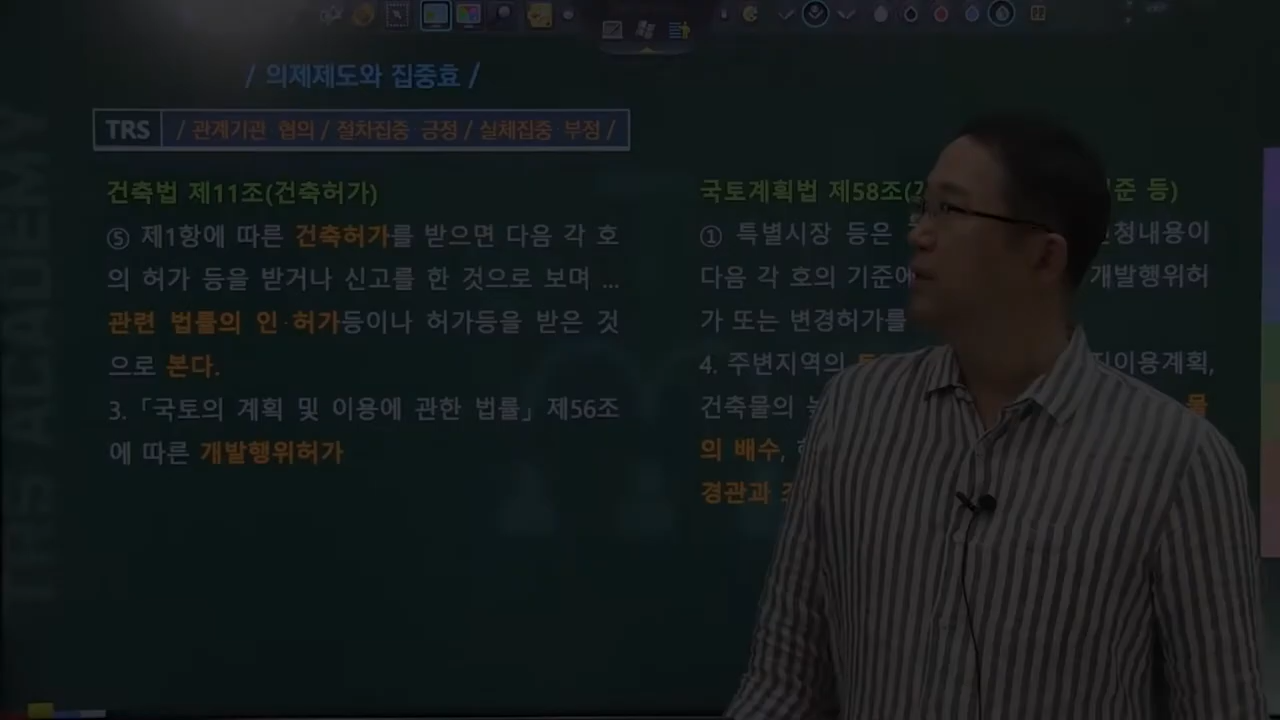 / 의제제도와 집중효 /
TRS / 관계기관 협의 / 절차집중 긍정 / 실체집중 부정 /
건축법 제11조(건축허가)
⑤ 제1항에 따른 건축허가를 받으면 다음 각 호
의 허가 등을 받거나 신고를 한 것으로 보며 ...
관련 법률의 인·허가등이나 허가등을 받은 것
으로 본다.
3. 「국토의 계획 및 이용에 관한 법률」 제56조
에 따른 개발행위허가
국토계획법 제58조( 준 등)
① 특별시장 등은 청내용이
다음 각 호의 기준에 개발행위허
가 또는 변경허가를
4. 주변지역의 지이용계획,
건축물의 물
의 배수,
경관과
TRS ACADEMY